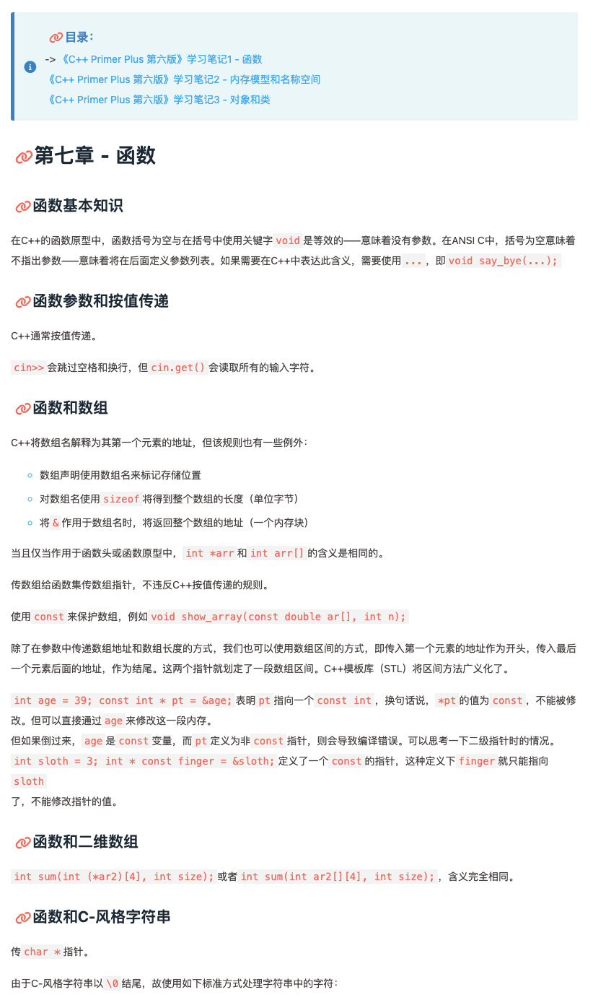 目录：
-> 《C++ Primer Plus 第六版》学习笔记1 - 函数
《C++ Primer Plus 第六版》学习笔记2 - 内存模型和名称空间
《C++ Primer Plus 第六版》学习笔记3 - 对象和类
第七章 - 函数
函数基本知识
在C++的函数原型中，函数括号为空与在括号中使用关键字 void 是等效的——意味着没有参数。在ANSI C中，括号为空意味着
不指出参数——意味着将在后面定义参数列表。如果需要在C++中表达此含义，需要使用 ... ，即 void say_bye(...);
函数参数和按值传递
C++通常按值传递。
cin>> 会跳过空格和换行，但 cin.get() 会读取所有的输入字符。
函数和数组
C++将数组名解释为其第一个元素的地址，但该规则也有一些例外：
数组声明使用数组名来标记存储位置
对数组名使用 sizeof 将得到整个数组的长度（单位字节）
将 & 作用于数组名时，将返回整个数组的地址（一个内存块）
当且仅当作用于函数头或函数原型中， int *arr 和 int arr[] 的含义是相同的。
传数组给函数集传数组指针，不违反C++按值传递的规则。
使用 const 来保护数组，例如 void show_array(const double ar[], int n);
除了在参数中传递数组地址和数组长度的方式，我们也可以使用数组区间的方式，即传入第一个元素的地址作为开头，传入最后
一个元素后面的地址，作为结尾。这两个指针就划定了一段数组区间。C++模板库（STL）将区间方法广义化了。
int age = 39; const int * pt = &age; 表明 pt 指向一个 const int ，换句话说， *pt 的值为 const ，不能被修
改。但可以直接通过 age 来修改这一段内存。
但如果倒过来， age 是 const 变量，而 pt 定义为非 const 指针，则会导致编译错误。可以思考一下二级指针时的情况。
int sloth = 3; int * const finger = &sloth; 定义了一个 const 的指针，这种定义下 finger 就只能指向
sloth
了，不能修改指针的值。
函数和二维数组
int sum(int (*ar2)[4], int size); 或者 int sum(int ar2[][4], int size); ，含义完全相同。
函数和C-风格字符串
传 char * 指针。
由于C-风格字符串以 \0 结尾，故使用如下标准方式处理字符串中的字符：